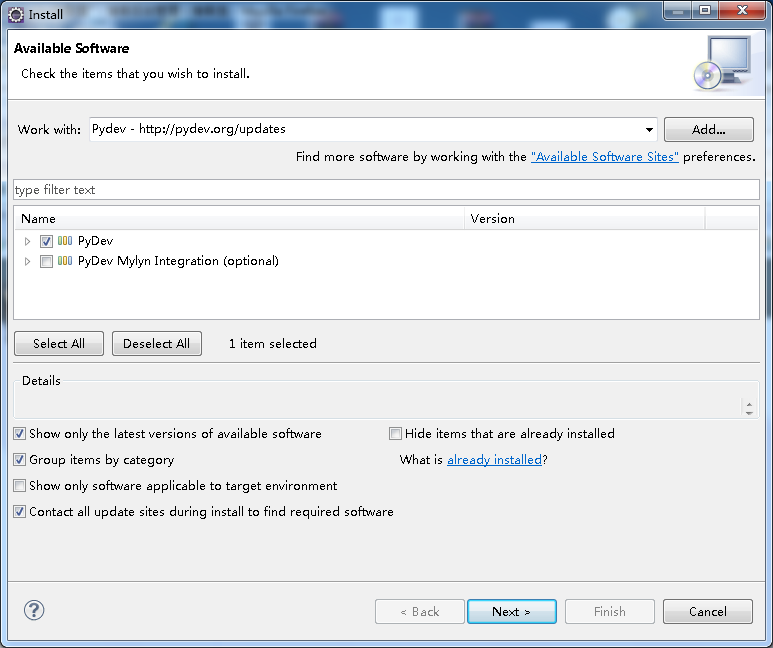 Install
Available Software
Check the items that you wish to install.
Work with: Pydev - http://pydev.org/updates Add...
Find more software by working with the "Available Software Sites" preferences.
type filter text
Name Version
PyDev
PyDev Mylyn Integration (optional)
Select All Deselect All 1 item selected
Details
Show only the latest versions of available software Hide items that are already installed
Group items by category What is already installed?
Show only software applicable to target environment
Contact all update sites during install to find required software
? < Back Next > Finish Cancel